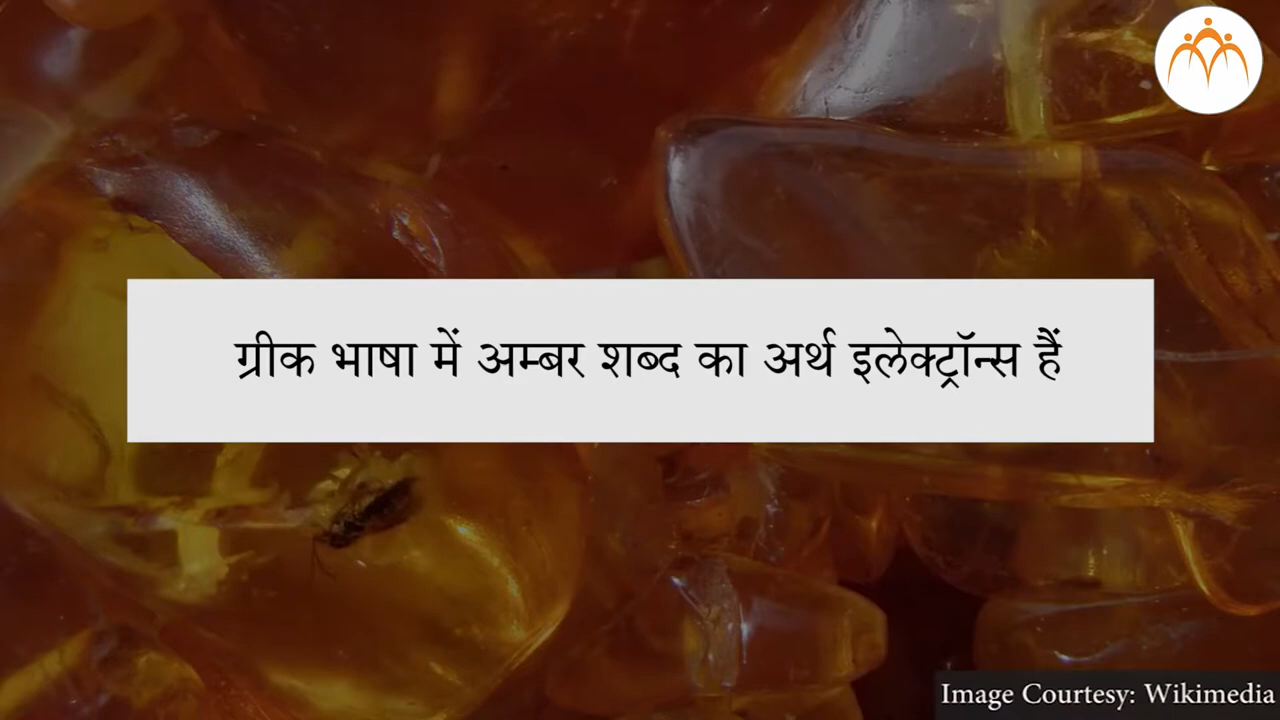 ग्रीक भाषा में अम्बर शब्द का अर्थ इलेक्ट्रॉन्स हैं
Image Courtesy: Wikimedia